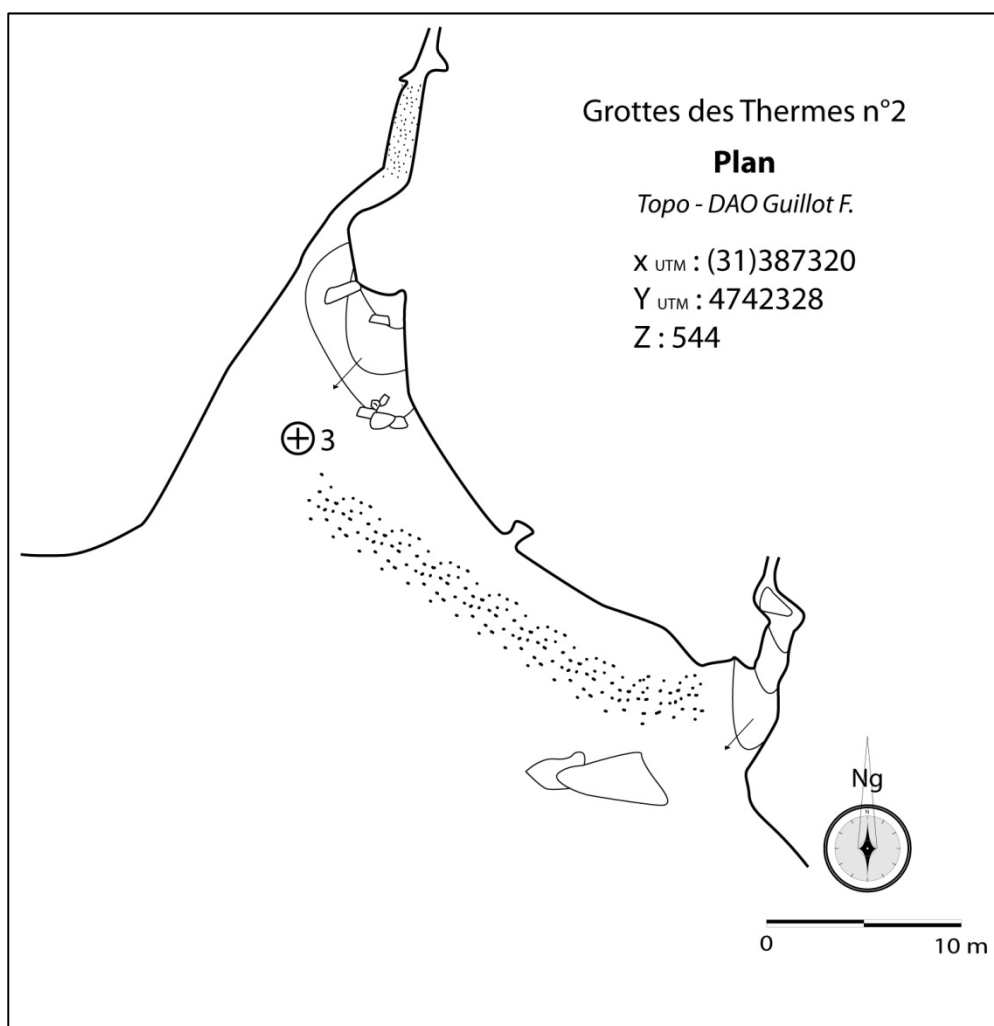 Grottes des Thermes n°2
Plan
Topo - DAO Guillot F.
x UTM : (31)387320
Y UTM : 4742328
Z : 544
3
Ng
N
0 10 m